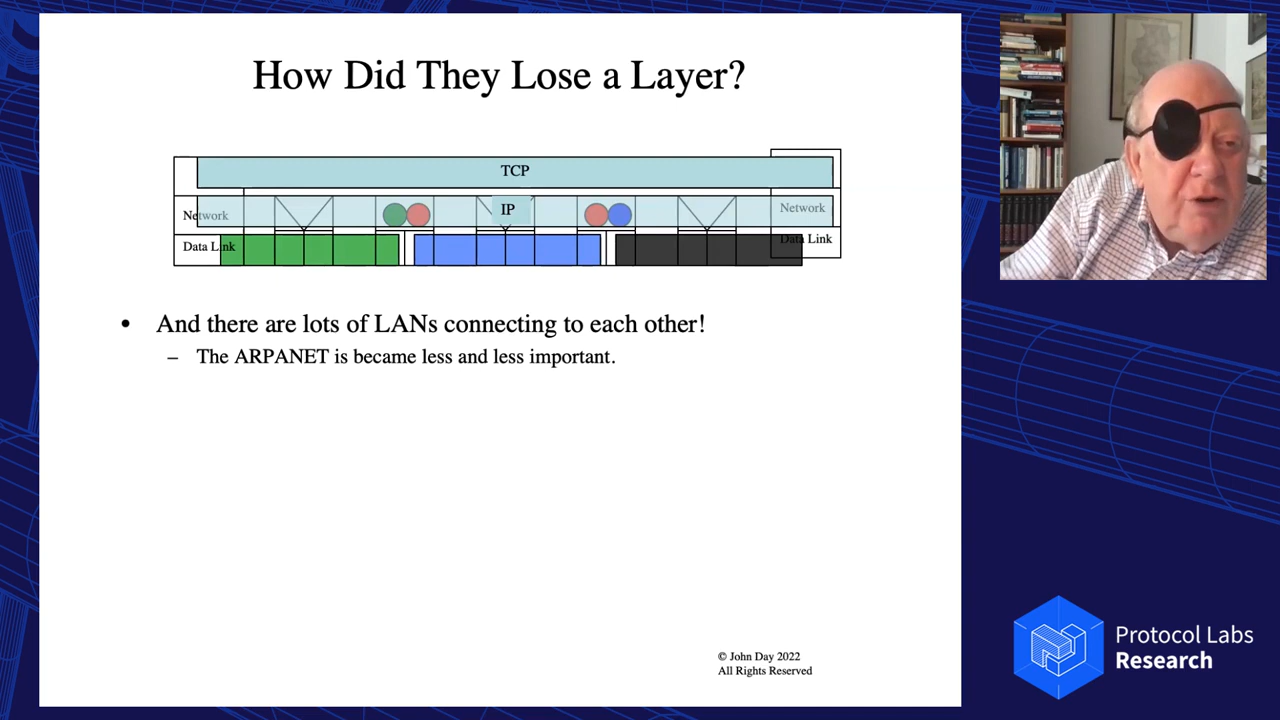 How Did They Lose a Layer?
TCP
Network
IP
Network
Data Link
Data Link
• And there are lots of LANs connecting to each other!
– The ARPANET is became less and less important.
© John Day 2022
All Rights Reserved
Protocol Labs
Research